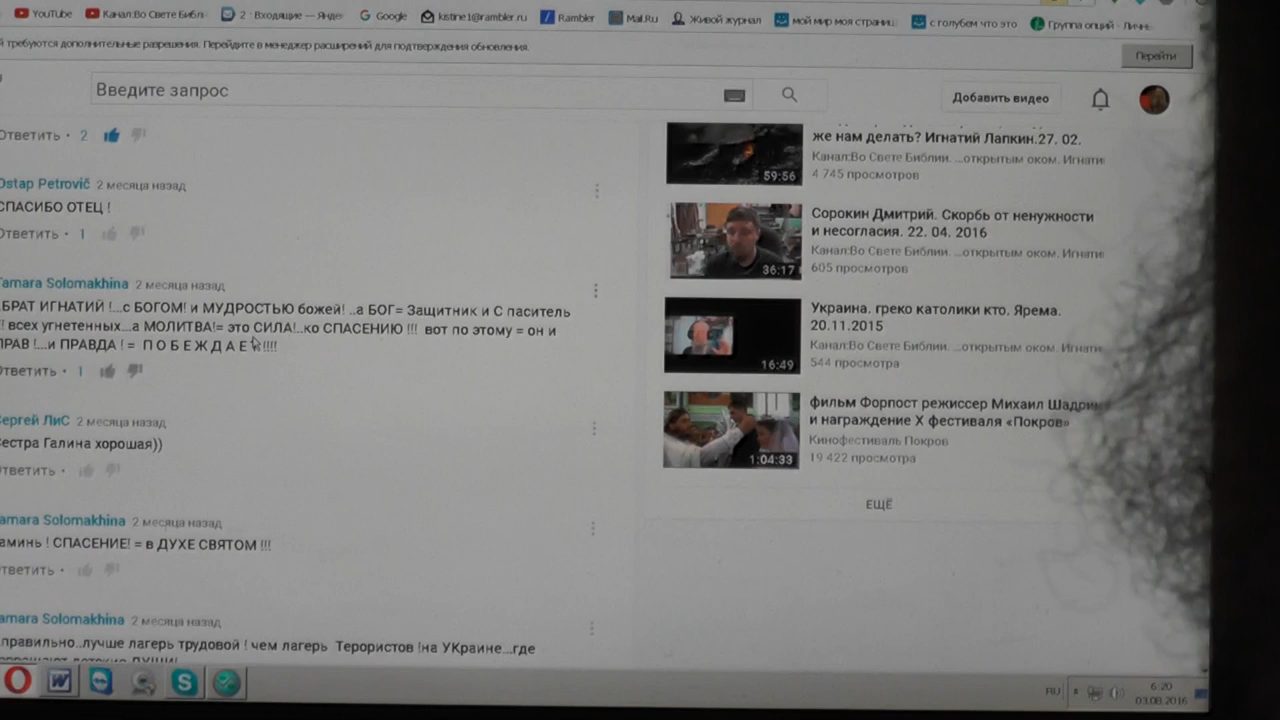 YouTube Канал:Во Свете Библ 2 · Входящие — Янде Google kistine1@rambler.ru Rambler Mail.Ru Живой журнал мой мир моя страниц с голубем что это Группа опций - Личн
й требуются дополнительные разрешения. Перейдите в менеджер расширений для подтверждения обновления.
Перейти
Введите запрос
Добавить видео
Ответить · 2
Ostap Petrovič 2 месяца назад
СПАСИБО ОТЕЦ !
Ответить · 1
Tamara Solomakhina 2 месяца назад
.БРАТ ИГНАТИЙ !...с БОГОМ! и МУДРОСТЬЮ божей! ..а БОГ= Защитник и С паситель
!! всех угнетенных...а МОЛИТВА!= это СИЛА!..ко СПАСЕНИЮ !!! вот по этому = он и
ПРАВ !...и ПРАВДА ! = П О Б Е Ж Д А Е !!!!
Ответить · 1
Сергей ЛиС 2 месяца назад
Сестра Галина хорошая))
Ответить ·
amara Solomakhina 2 месяца назад
аминь ! СПАСЕНИЕ! = в ДУХЕ СВЯТОМ !!!
тветить ·
amara Solomakhina 2 месяца назад
.правильно..лучше лагерь трудовой ! чем лагерь Терористов !на УКраине...где
же нам делать? Игнатий Лапкин.27. 02.
Канал:Во Свете Библии. ...открытым оком. Игнати
4 745 просмотров
59:56
Сорокин Дмитрий. Скорбь от ненужности
и несогласия. 22. 04. 2016
Канал:Во Свете Библии. ...открытым оком. Игнати
605 просмотров
36:17
Украина. греко католики кто. Ярема.
20.11.2015
Канал:Во Свете Библии. ...открытым оком. Игнати
544 просмотра
16:49
фильм Форпост режиссер Михаил Шадрин
и награждение X фестиваля «Покров»
Кинофестиваль Покров
19 422 просмотра
1:04:33
ЕЩЁ
RU
6:20
03.08.2016